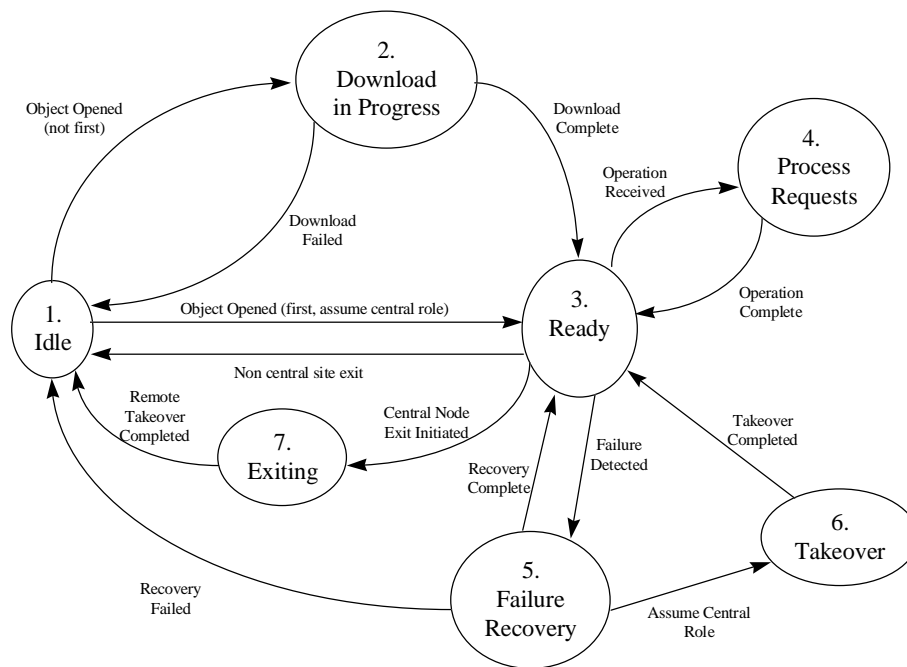 2.
Download
in Progress
Object Opened
(not first)
Download
Complete
4.
Process
Requests
Operation
Received
Download
Failed
Operation
Complete
1.
Idle
Object Opened (first, assume central role)
3.
Ready
Non central site exit
Remote
Takeover
Completed
Central Node
Exit Initiated
7.
Exiting
Recovery
Complete
Failure
Detected
Takeover
Completed
6.
Takeover
5.
Failure
Recovery
Recovery
Failed
Assume Central
Role